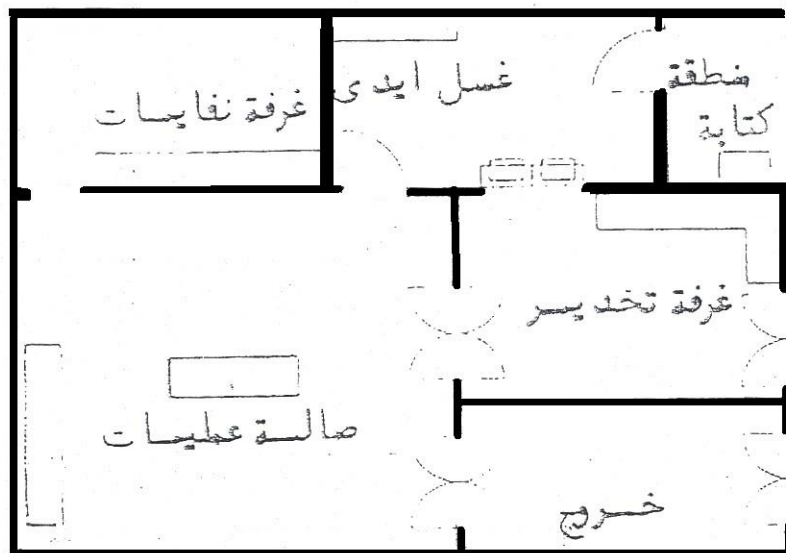 منطقة
كتابة
غسل ايدى
غرفة نفايات
غرفة تخدير
صالة عمليات
خروج